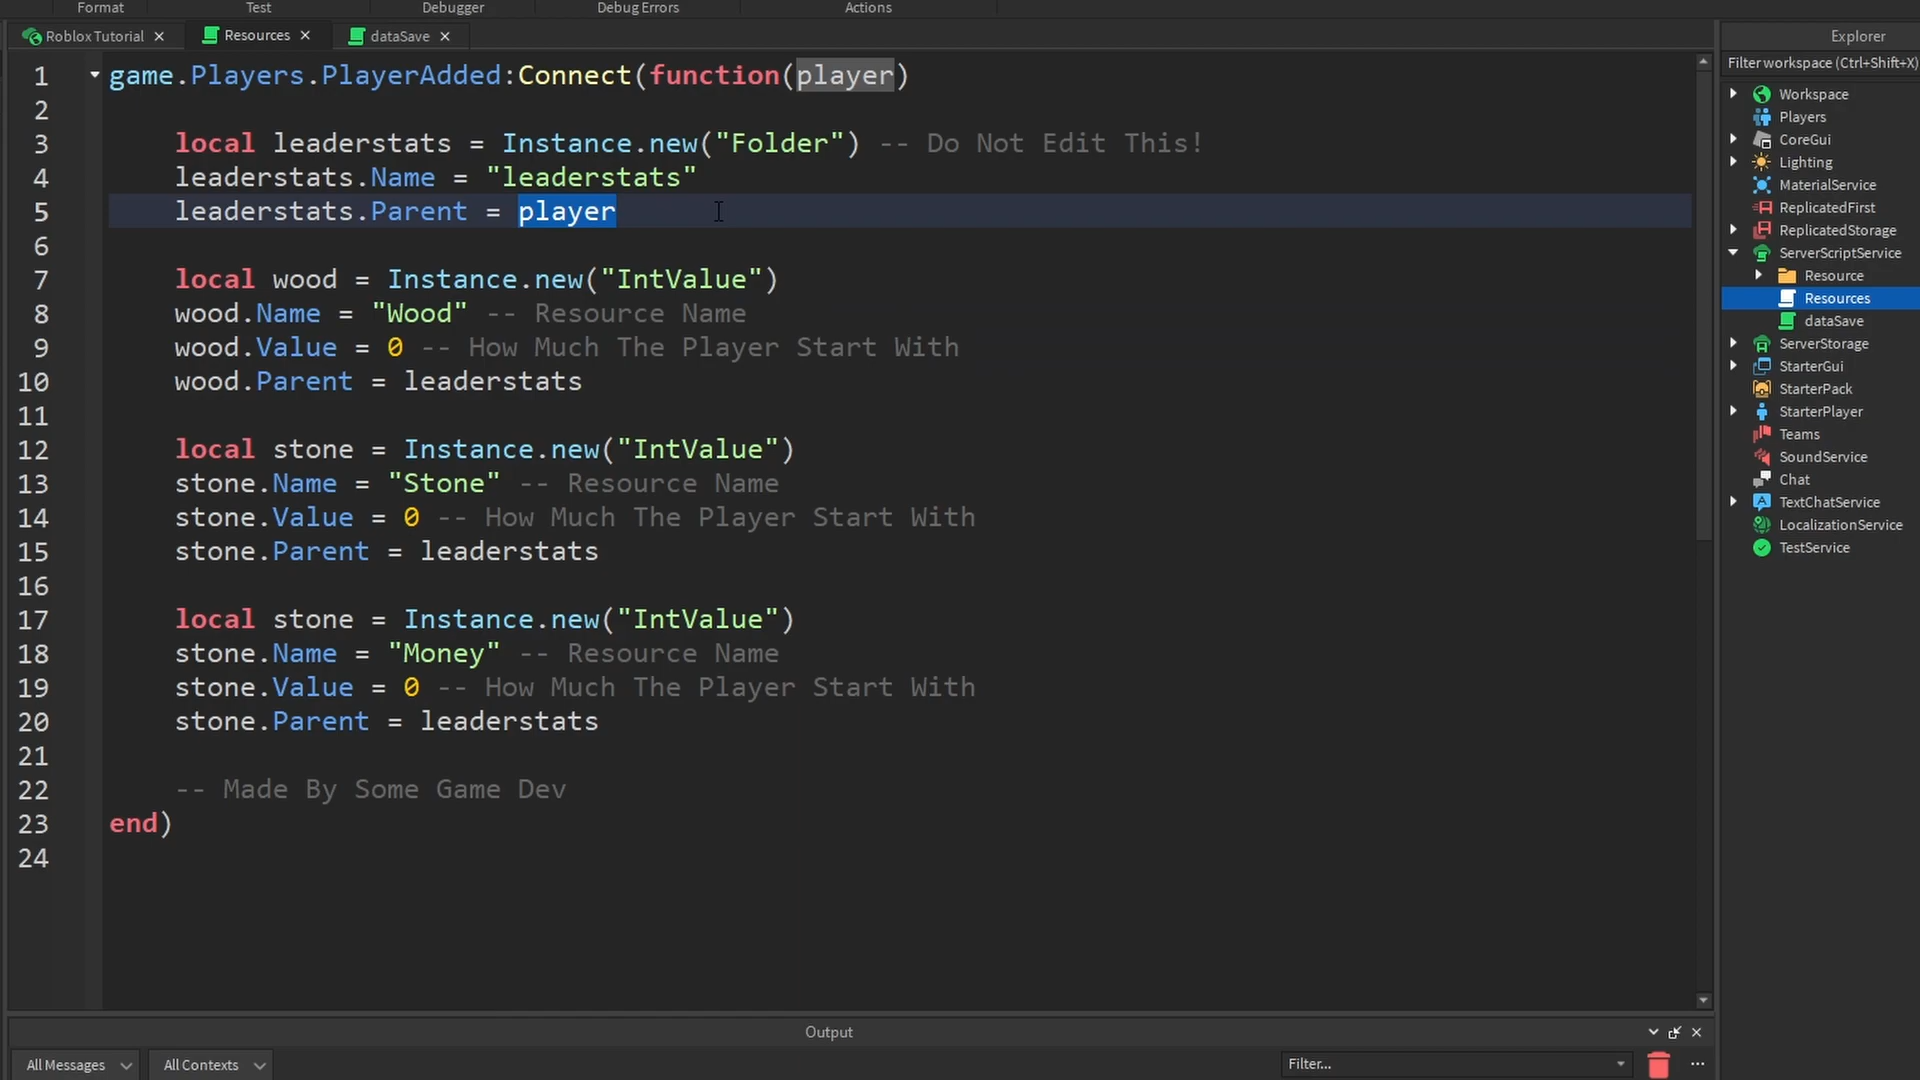 Format Test Debugger Debug Errors Actions
Roblox Tutorial Resources dataSave
1 game.Players.PlayerAdded:Connect(function(player)
2
3 local leaderstats = Instance.new("Folder") -- Do Not Edit This!
4 leaderstats.Name = "leaderstats"
5 leaderstats.Parent = player
6
7 local wood = Instance.new("IntValue")
8 wood.Name = "Wood" -- Resource Name
9 wood.Value = 0 -- How Much The Player Start With
10 wood.Parent = leaderstats
11
12 local stone = Instance.new("IntValue")
13 stone.Name = "Stone" -- Resource Name
14 stone.Value = 0 -- How Much The Player Start With
15 stone.Parent = leaderstats
16
17 local stone = Instance.new("IntValue")
18 stone.Name = "Money" -- Resource Name
19 stone.Value = 0 -- How Much The Player Start With
20 stone.Parent = leaderstats
21
22 -- Made By Some Game Dev
23 end)
24
Explorer
Filter workspace (Ctrl+Shift+X)
Workspace
Players
CoreGui
Lighting
MaterialService
ReplicatedFirst
ReplicatedStorage
ServerScriptService
Resource
Resources
dataSave
ServerStorage
StarterGui
StarterPack
StarterPlayer
Teams
SoundService
Chat
TextChatService
LocalizationService
TestService
Output
All Messages All Contexts Filter...